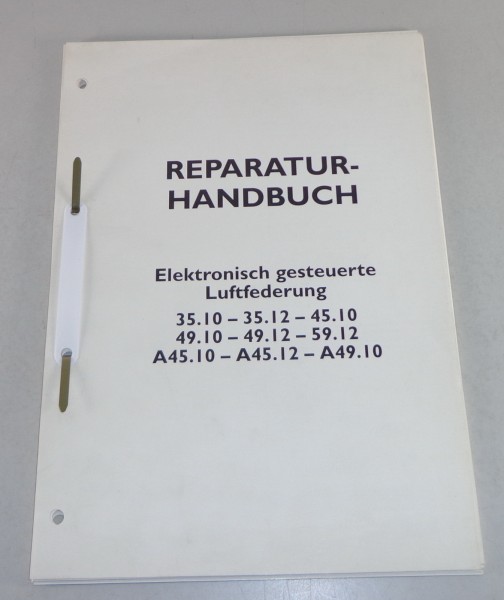 REPARATUR-
HANDBUCH
Elektronisch gesteuerte
Luftfederung
35.10 – 35.12 – 45.10
49.10 – 49.12 – 59.12
A45.10 – A45.12 – A49.10